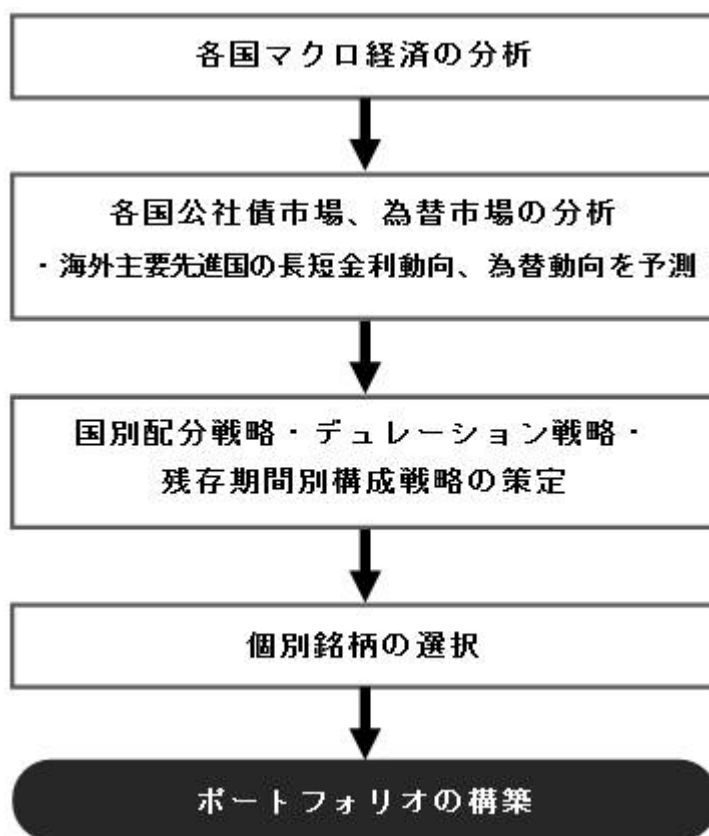 各国マクロ経済の分析
各国公社債市場、為替市場の分析
・海外主要先進国の長短金利動向、為替動向を予測
国別配分戦略・デュレーション戦略・
残存期間別構成戦略の策定
個別銘柄の選択
ポートフォリオの構築